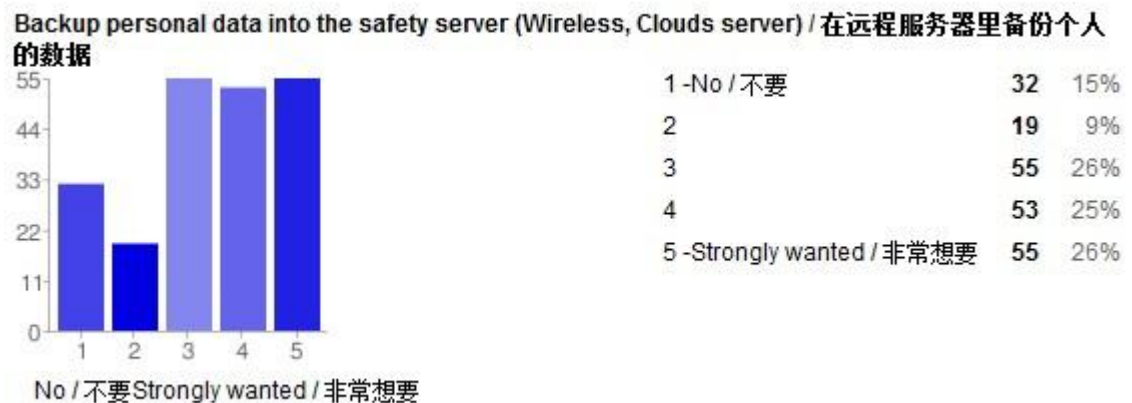 Backup personal data into the safety server (Wireless, Clouds server) / 在远程服务器里备份个人
的数据
55
44
33
22
11
0
1 2 3 4 5
No / 不要Strongly wanted / 非常想要
1 -No / 不要 32 15%
2 19 9%
3 55 26%
4 53 25%
5 -Strongly wanted / 非常想要 55 26%